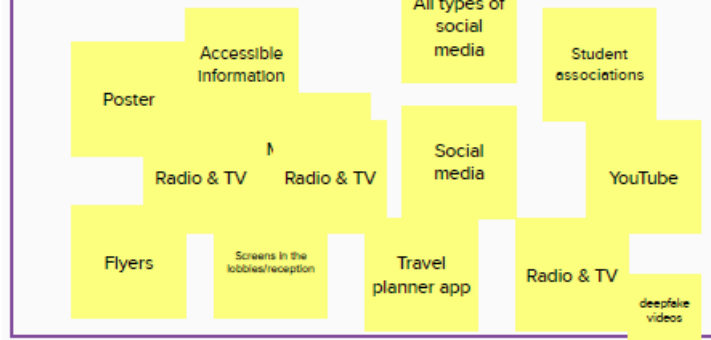 All types of
social
media
Accessible
information
Student
associations
Poster
Social
media
Radio & TV
Radio & TV
YouTube
Flyers
Screens in the
lobbies/reception
Travel
planner app
Radio & TV
deepfake
videos